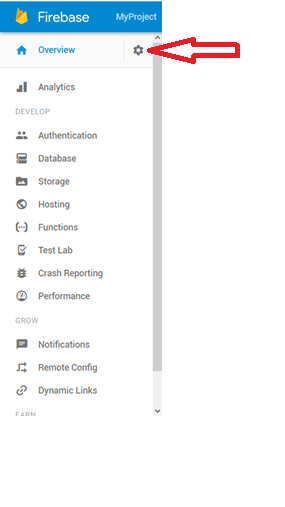 Firebase MyProject
Overview
Analytics
DEVELOP
Authentication
Database
Storage
Hosting
Functions
Test Lab
Crash Reporting
Performance
GROW
Notifications
Remote Config
Dynamic Links
EARN